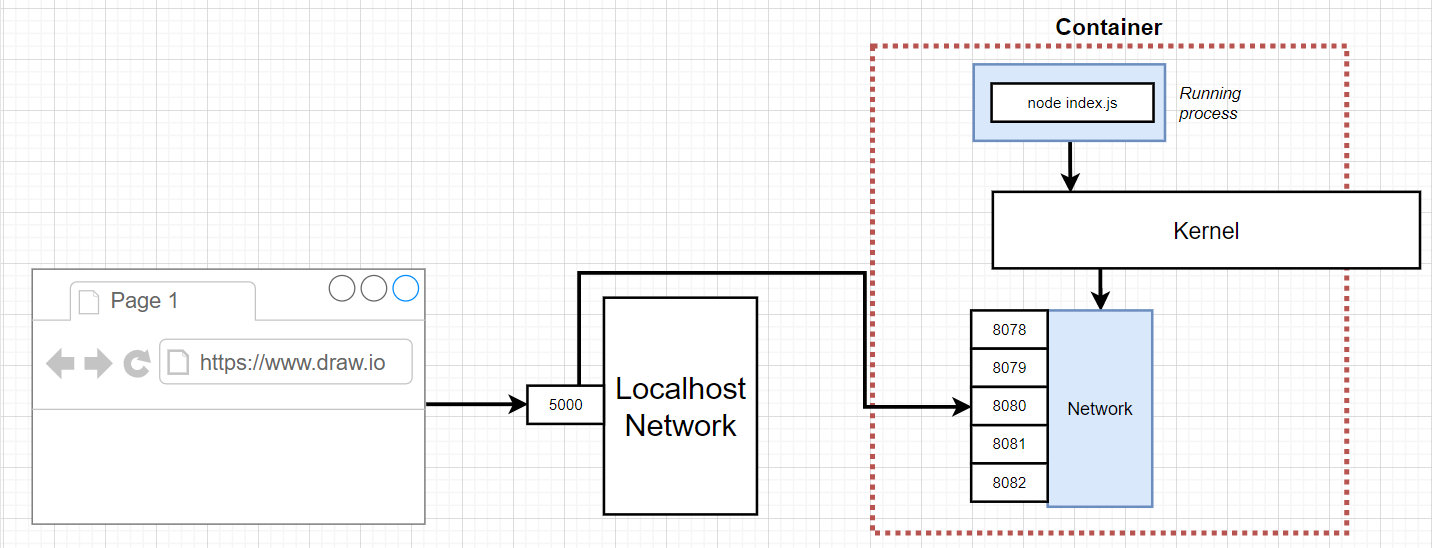 Container
node index.js
Running
process
Kernel
Page 1
https://www.draw.io
5000
Localhost
Network
8078
8079
8080
8081
8082
Network